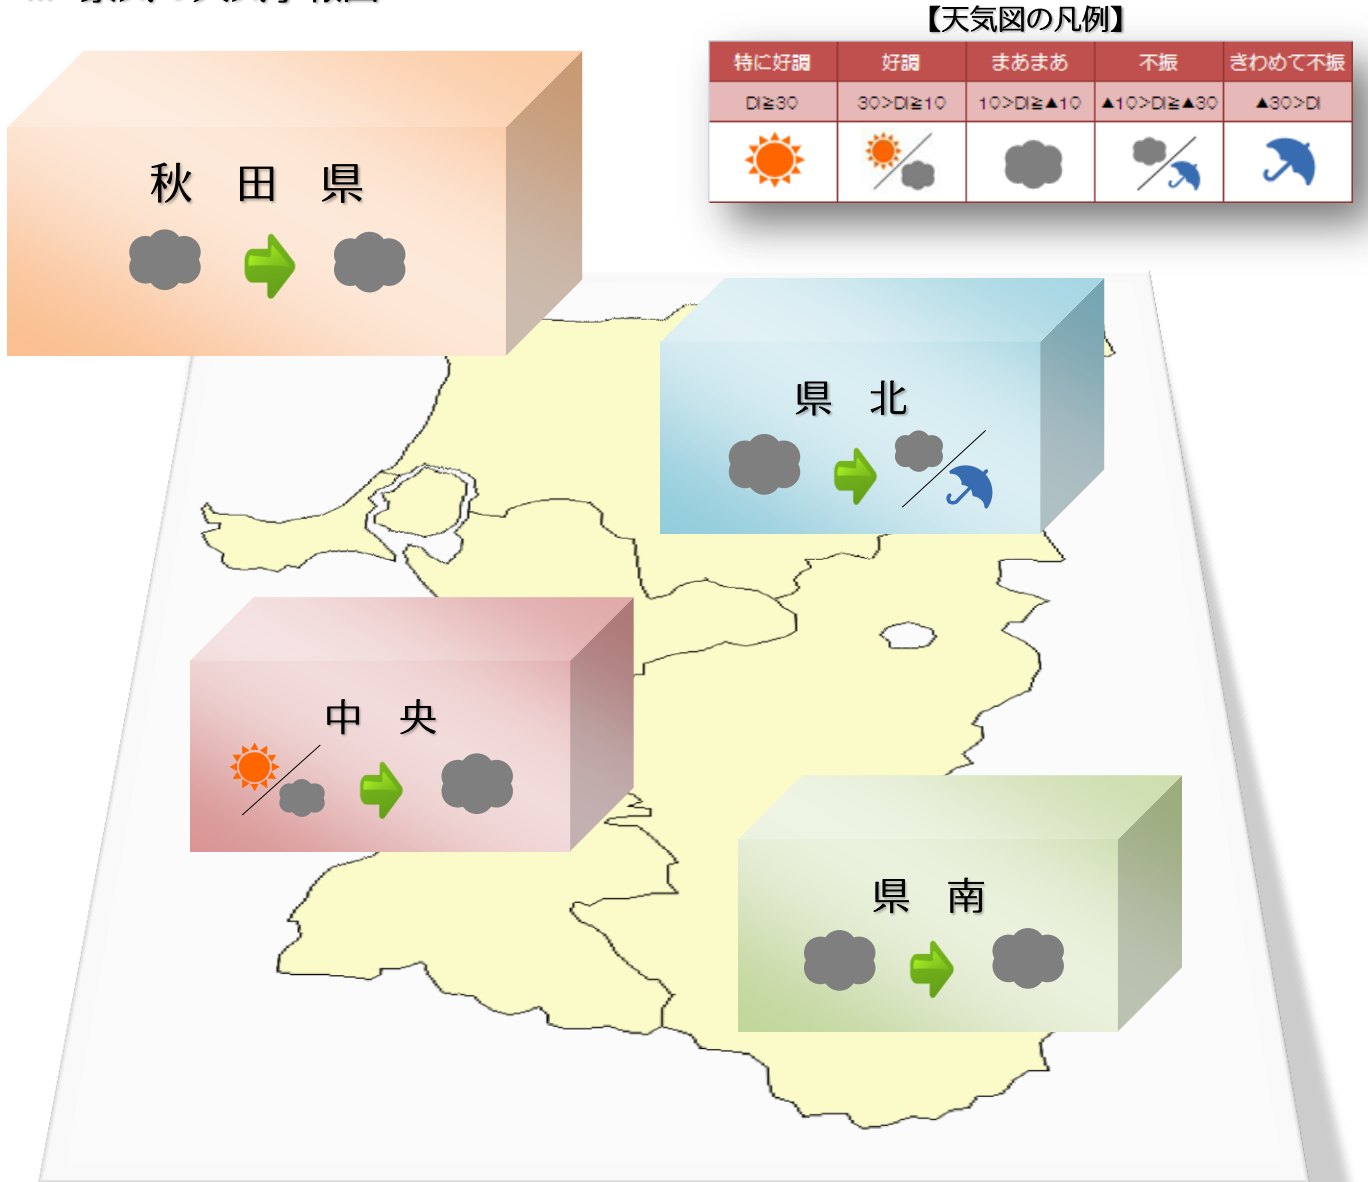 【天気図の凡例】
特に好調 好調 まあまあ 不振 きわめて不振
DI≧30 30>DI≧10 10>DI≧▲10 ▲10>DI≧▲30 ▲30>DI
秋 田 県
県 北
中 央
県 南